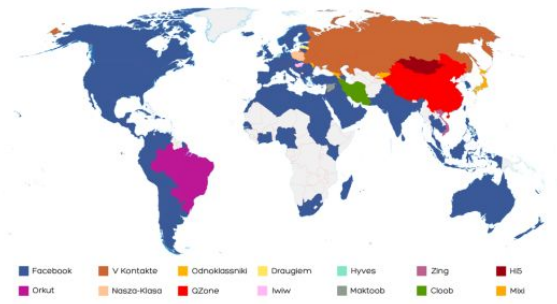 Facebook V Kontakte Odnoklassniki Draugiem Hyves Zing Hi5
Orkut Nasza-Klasa QZone Iwiw Maktoob Cloob Mixi